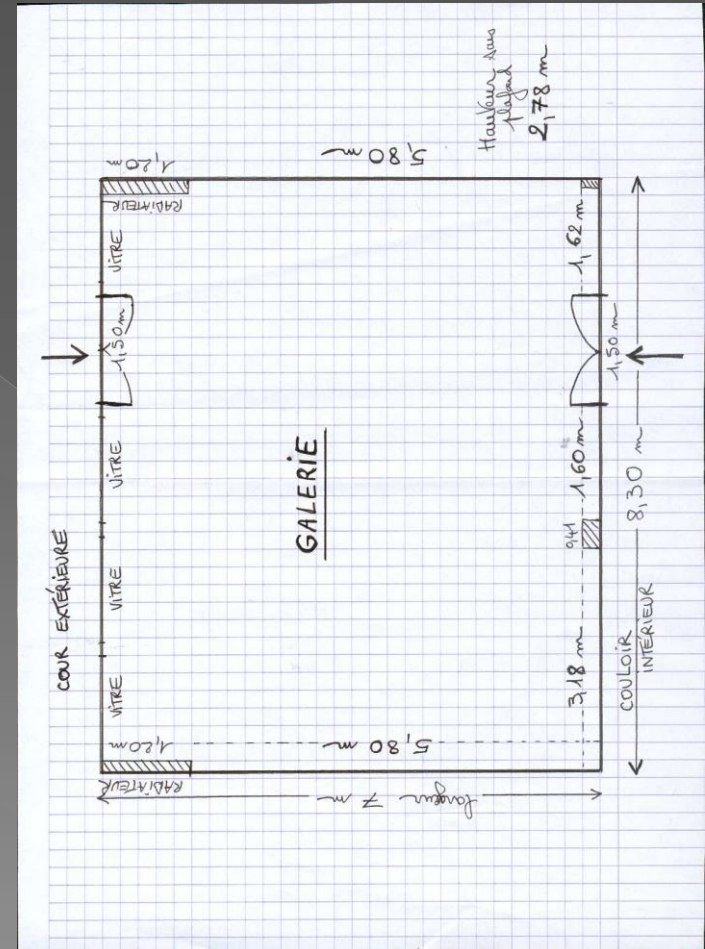 Hauteur sous
plafond
2,78 m
1,20 m
5,80 m
RADIATEUR
VITRE
1,62 m
1,50 m
1,50 m
VITRE
GALERIE
1,60 m
0,41
8,30 m
COUR EXTÉRIEURE
VITRE
VITRE
3,18 m
COULOIR
INTÉRIEUR
1,20 m
5,80 m
RADIATEUR
largeur 7 m